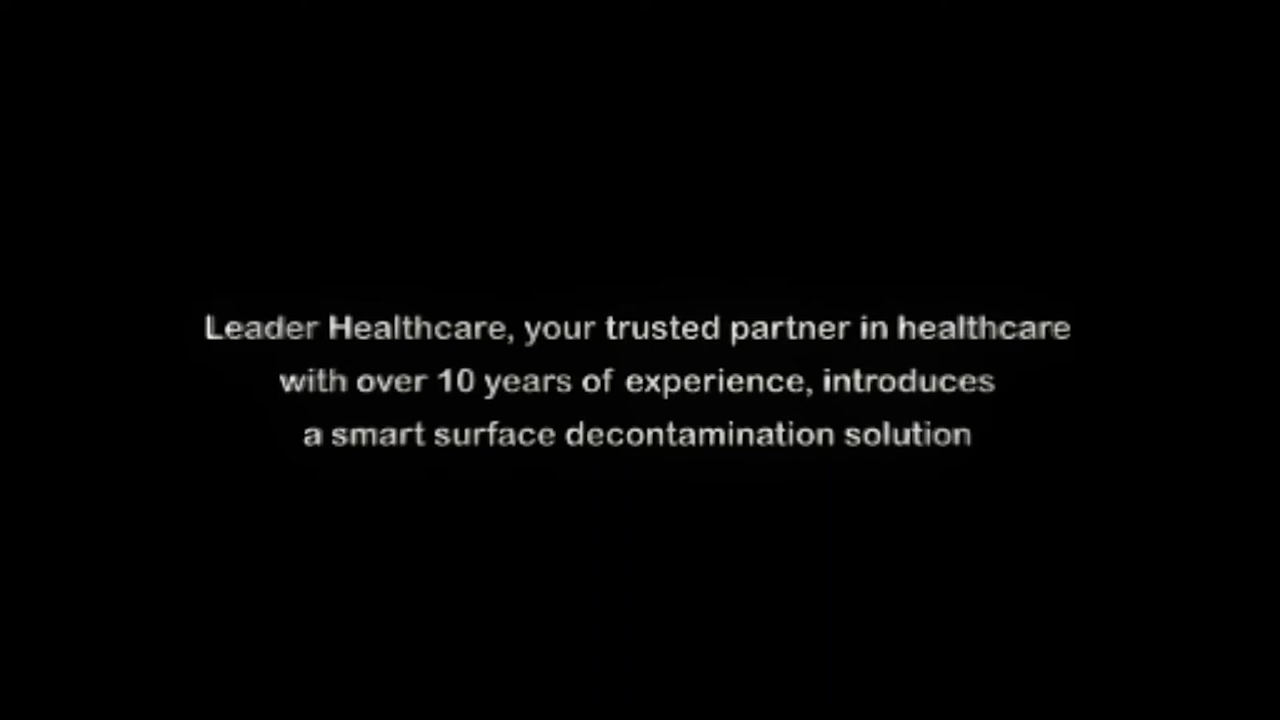 Leader Healthcare, your trusted partner in healthcare
with over 10 years of experience, introduces
a smart surface decontamination solution